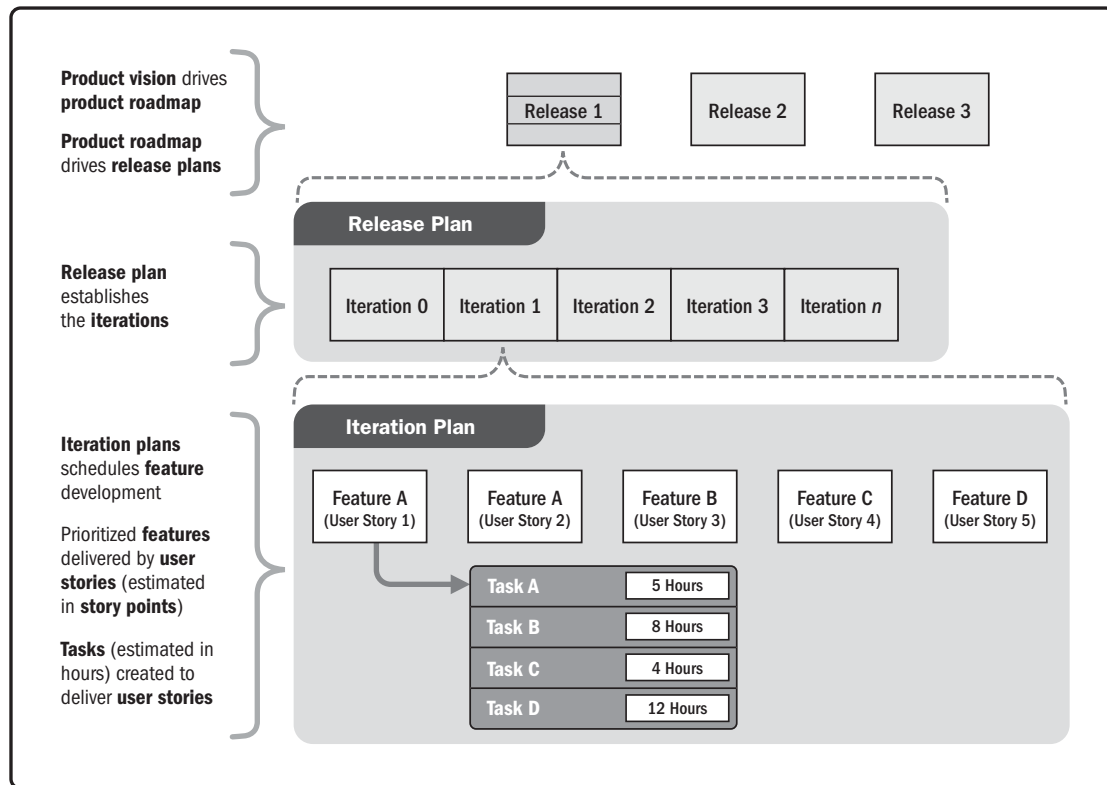 Product vision drives
product roadmap
Product roadmap
drives release plans
Release 1
Release 2
Release 3
Release Plan
Release plan
establishes
the iterations
Iteration 0
Iteration 1
Iteration 2
Iteration 3
Iteration n
Iteration Plan
Iteration plans
schedules feature
development
Prioritized features
delivered by user
stories (estimated
in story points)
Tasks (estimated in
hours) created to
deliver user stories
Feature A
(User Story 1)
Feature A
(User Story 2)
Feature B
(User Story 3)
Feature C
(User Story 4)
Feature D
(User Story 5)
Task A
5 Hours
Task B
8 Hours
Task C
4 Hours
Task D
12 Hours